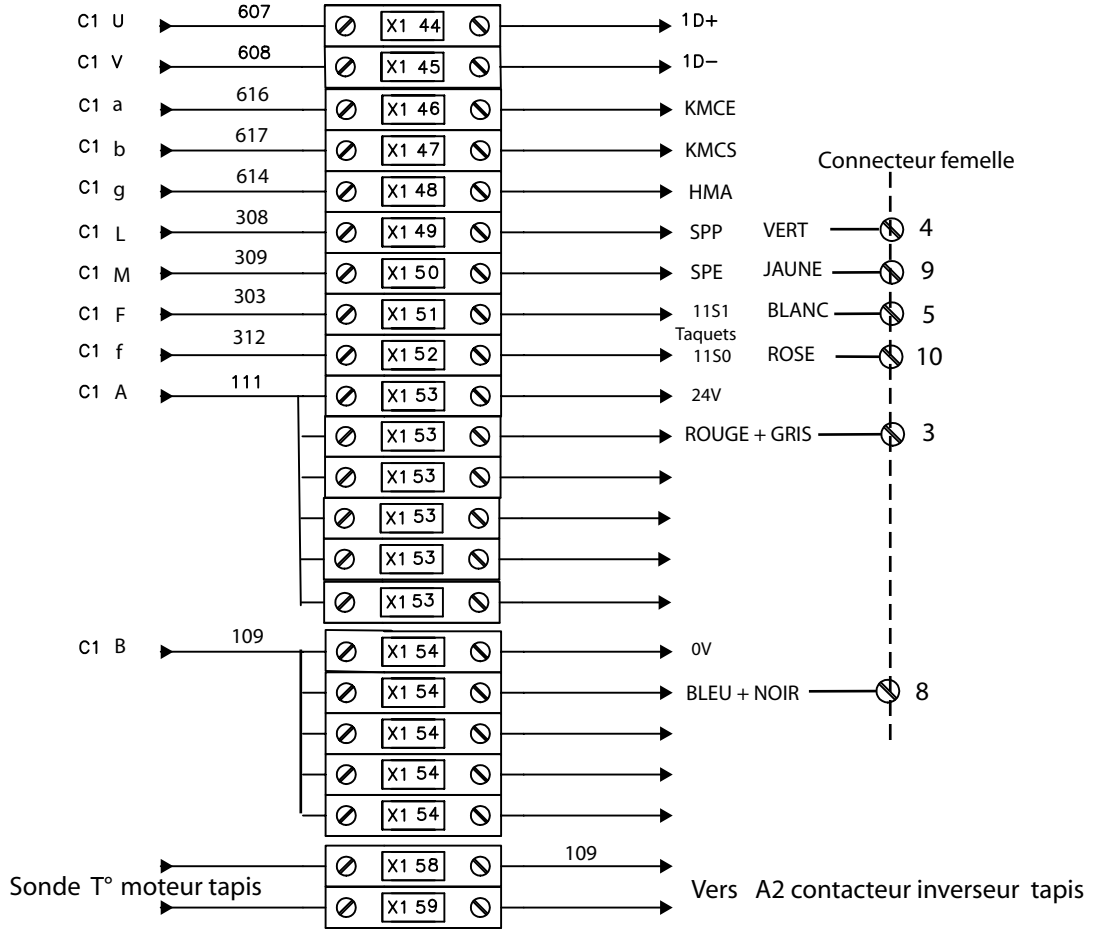 C1 U 607 X1 44 1D+
C1 V 608 X1 45 1D−
C1 a 616 X1 46 KMCE
C1 b 617 X1 47 KMCS
Connecteur femelle
C1 g 614 X1 48 HMA
C1 L 308 X1 49 SPP VERT 4
C1 M 309 X1 50 SPE JAUNE 9
C1 F 303 X1 51 11S1 BLANC 5
Taquets
C1 f 312 X1 52 11S0 ROSE 10
C1 A 111 X1 53 24V
X1 53 ROUGE + GRIS 3
X1 53
X1 53
X1 53
X1 53
C1 B 109 X1 54 0V
X1 54 BLEU + NOIR 8
X1 54
X1 54
X1 54
X1 58 109
Sonde T° moteur tapis
X1 59
Vers A2 contacteur inverseur tapis